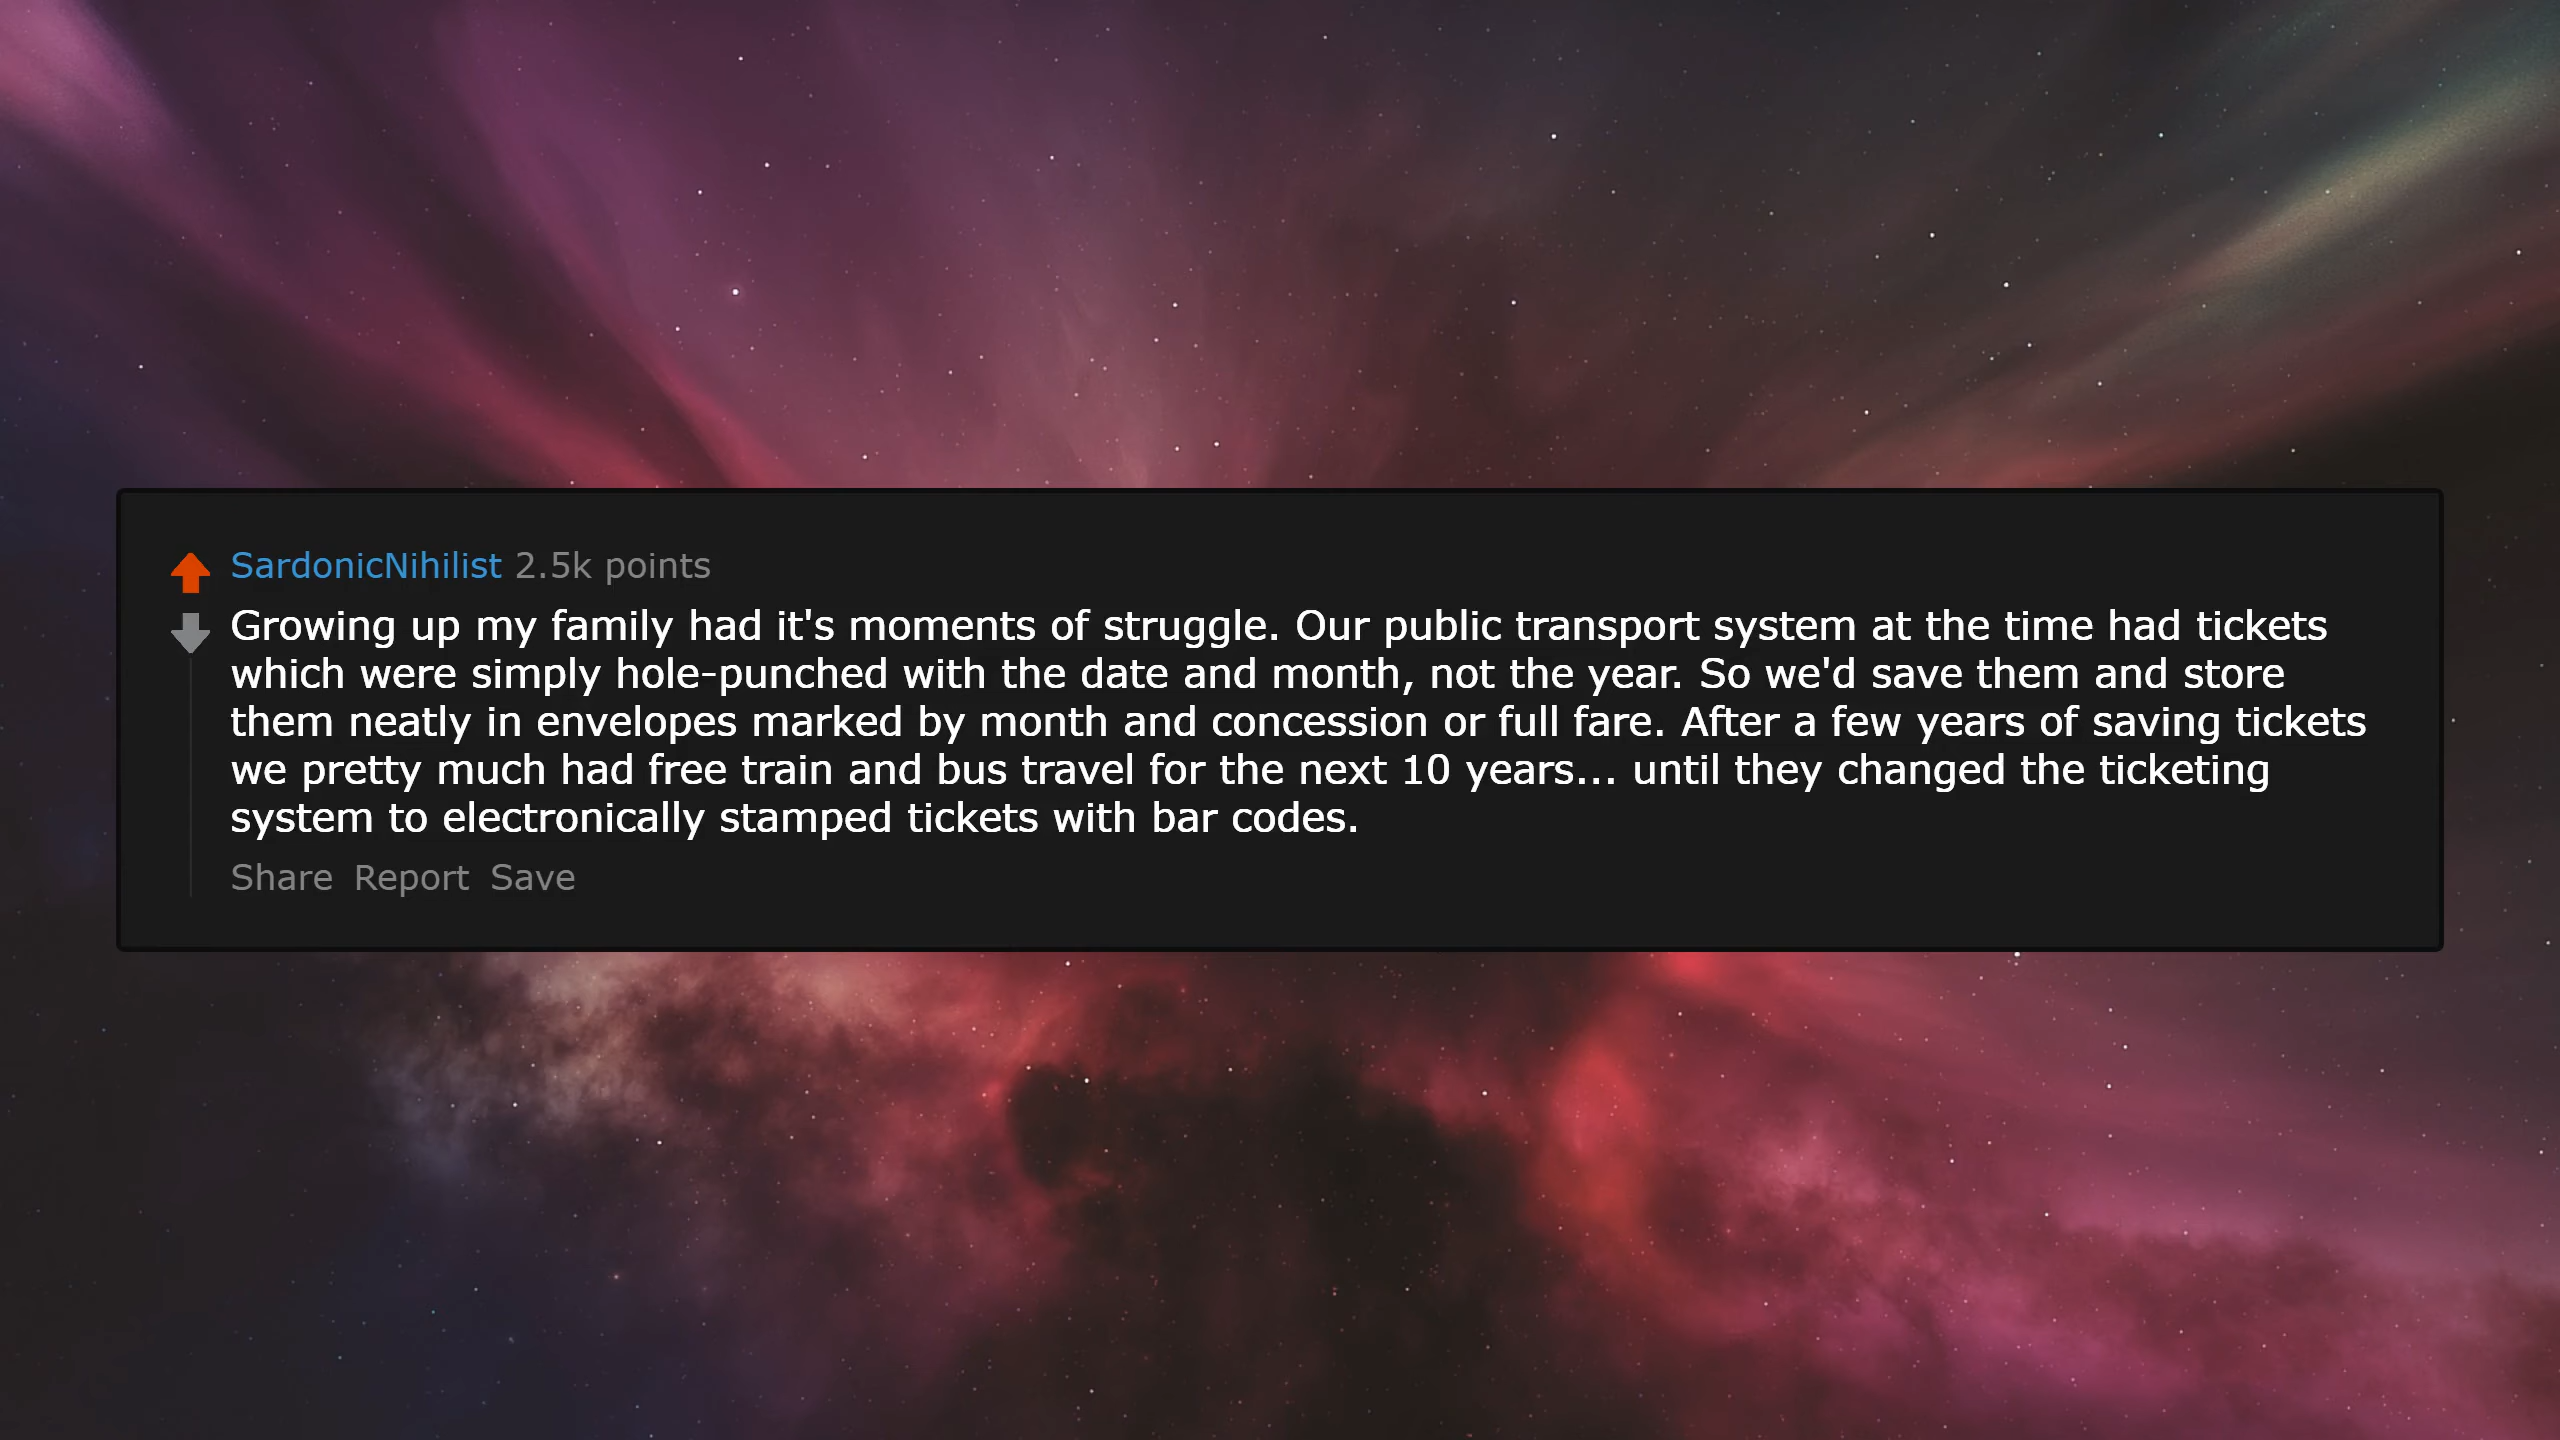 SardonicNihilist 2.5k points
Growing up my family had it's moments of struggle. Our public transport system at the time had tickets
which were simply hole-punched with the date and month, not the year. So we'd save them and store
them neatly in envelopes marked by month and concession or full fare. After a few years of saving tickets
we pretty much had free train and bus travel for the next 10 years... until they changed the ticketing
system to electronically stamped tickets with bar codes.
Share Report Save